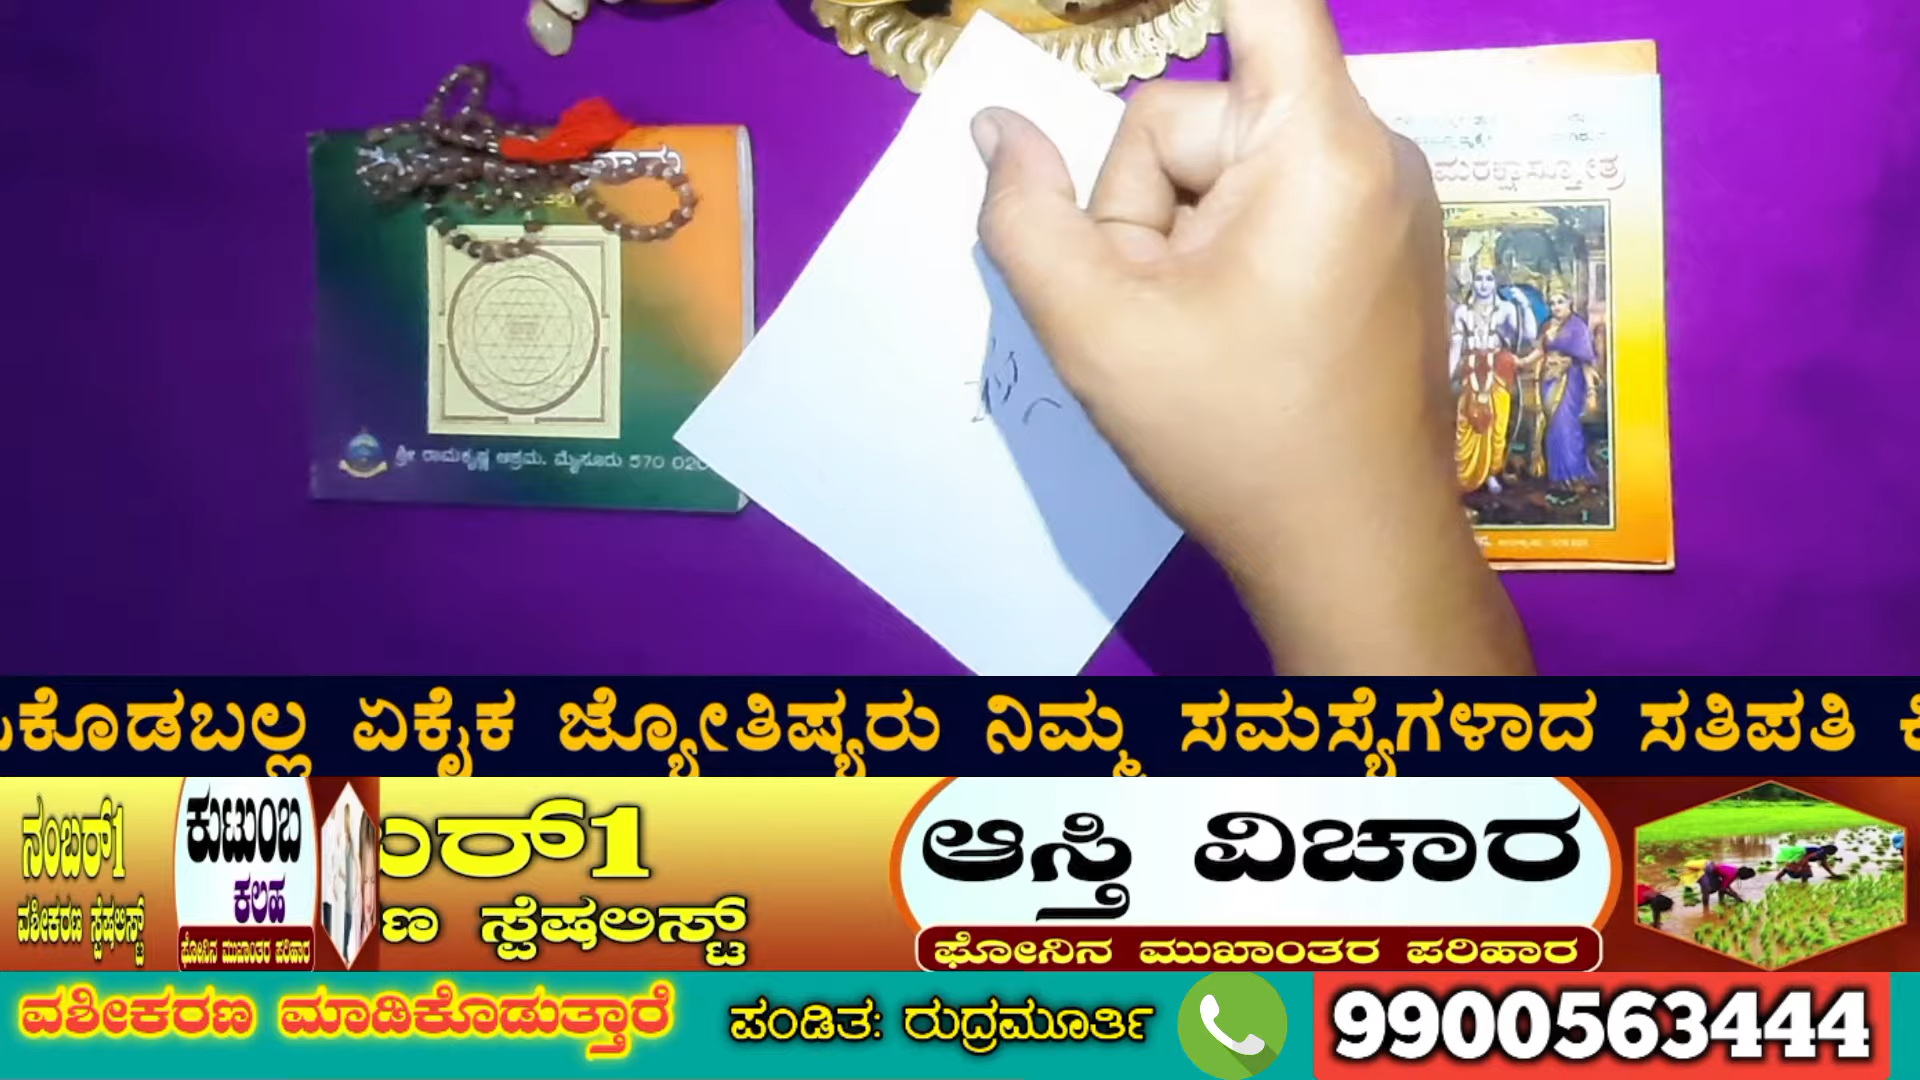 ಶ್ರೀ ರಾಮಕೃಷ್ಣ ಆಶ್ರಮ, ಮೈಸೂರು 570 020
ಏಕೈಕ ಜ್ಯೋತಿಷ್ಯರು ನಿಮ್ಮ ಸಮಸ್ಯೆಗಳಾದ ಸತಿಪತಿ
ನಂಬರ್1
ವಶೀಕರಣ ಸ್ಪೆಷಲಿಸ್ಟ್
ಕುಟುಂಬ
ಕಲಹ
ಫೋನಿನ ಮುಖಾಂತರ ಪರಿಹಾರ
ಬರ್1
ಣ ಸ್ಪೆಷಲಿಸ್ಟ್
ಆಸ್ತಿ ವಿಚಾರ
ಫೋನಿನ ಮುಖಾಂತರ ಪರಿಹಾರ
ವಶೀಕರಣ ಮಾಡಿಕೊಡುತ್ತಾರೆ ಪಂಡಿತ: ರುದ್ರಮೂರ್ತಿ 9900563444